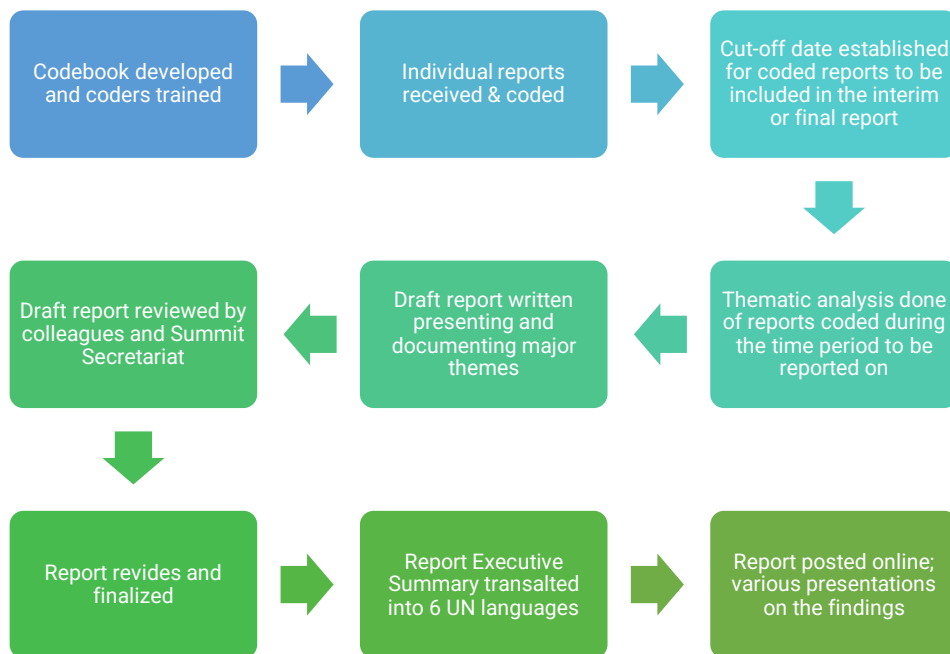 Codebook developed
and coders trained
Individual reports
received & coded
Cut-off date established
for coded reports to be
included in the interim
or final report
Thematic analysis done
of reports coded during
the time period to be
reported on
Draft report written
presenting and
documenting major
themes
Draft report reviewed by
colleagues and Summit
Secretariat
Report revides and
finalized
Report Executive
Summary transalted
into 6 UN languages
Report posted online;
various presentations
on the findings